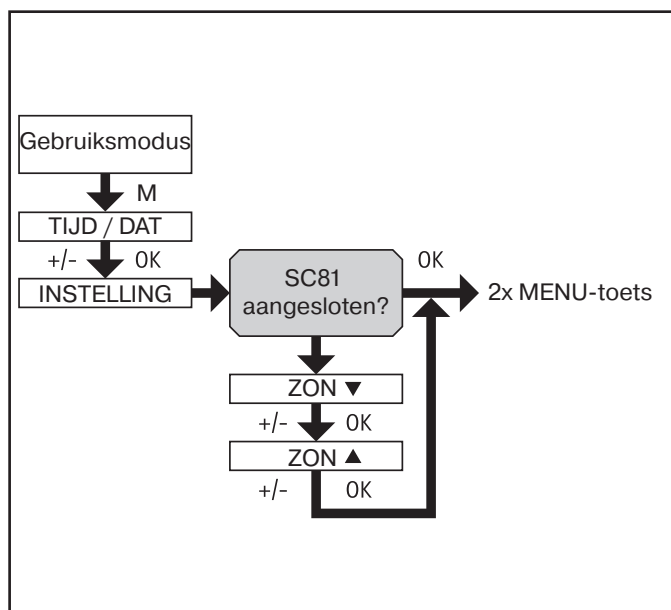 Gebruiksmodus
M
TIJD / DAT
+/- OK
INSTELLING
SC81
aangesloten?
OK
2x MENU-toets
ZON ▼
+/- OK
ZON ▲
+/- OK